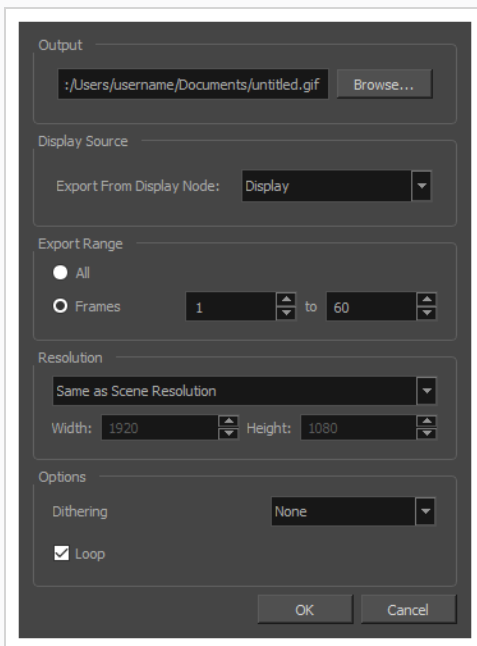 Output
:/Users/username/Documents/untitled.gif Browse...
Display Source
Export From Display Node: Display
Export Range
All
Frames 1 to 60
Resolution
Same as Scene Resolution
Width: 1920 Height: 1080
Options
Dithering None
Loop
OK Cancel